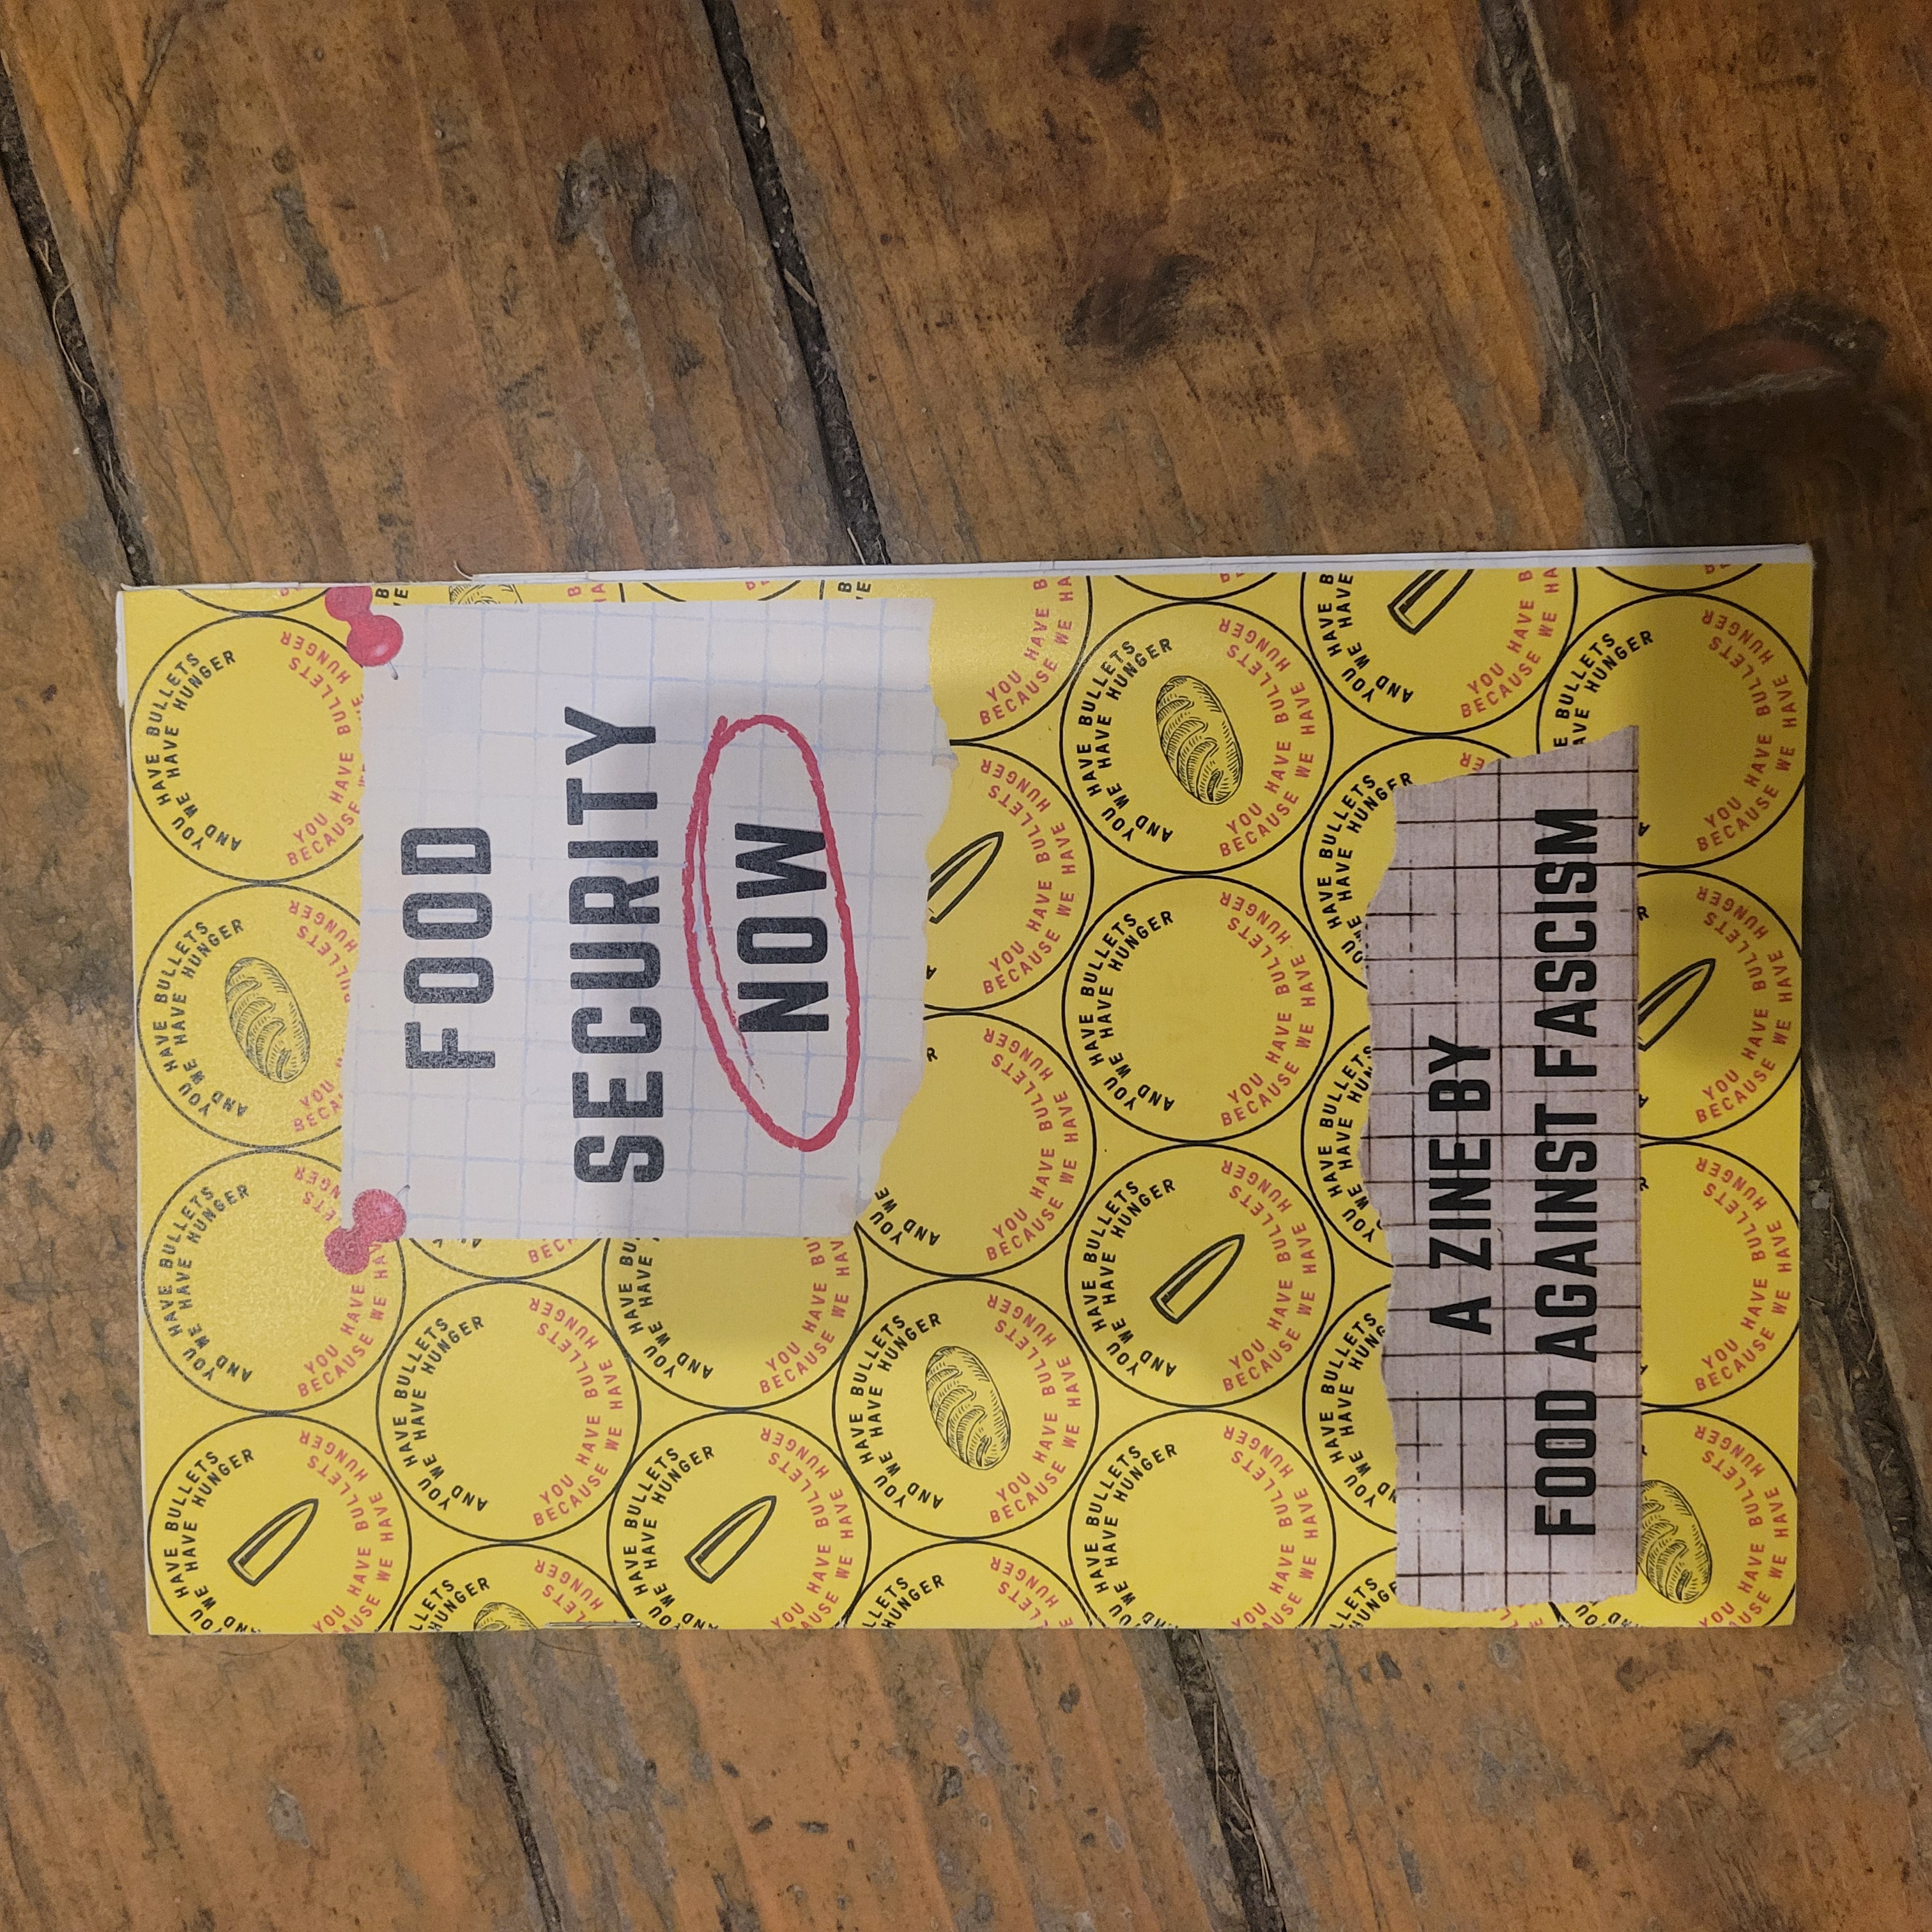 FOOD
SECURITY
NOW
A ZINE BY
FOOD AGAINST FASCISM
YOU HAVE BULLETS
AND WE HAVE HUNGER
YOU HAVE BULLETS
BECAUSE WE HAVE HUNGER